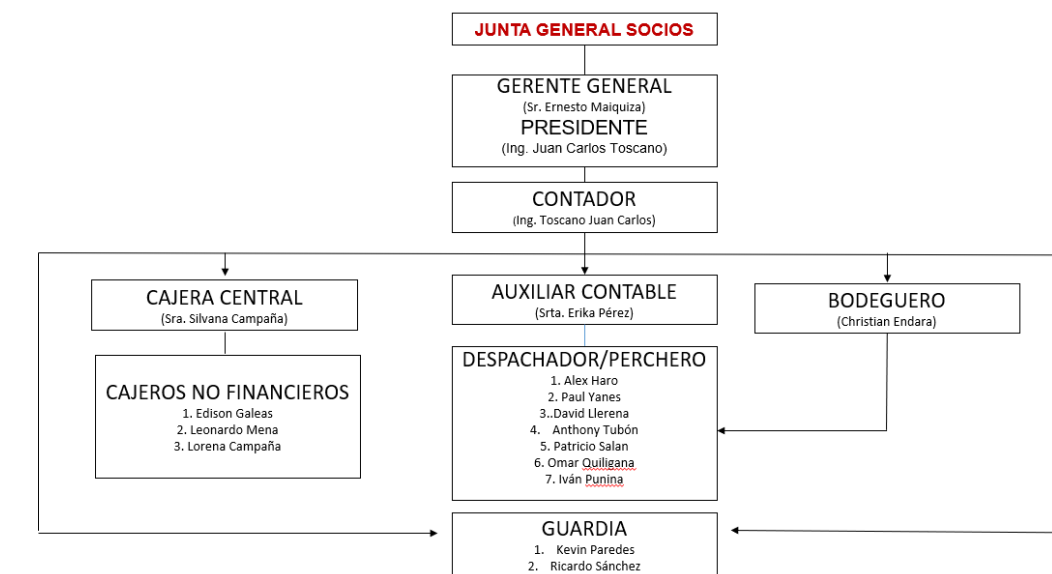 JUNTA GENERAL SOCIOS
GERENTE GENERAL
(Sr. Ernesto Maiquiza)
PRESIDENTE
(Ing. Juan Carlos Toscano)
CONTADOR
(Ing. Toscano Juan Carlos)
CAJERA CENTRAL
(Sra. Silvana Campaña)
AUXILIAR CONTABLE
(Srta. Erika Pérez)
BODEGUERO
(Christian Endara)
CAJEROS NO FINANCIEROS
1. Edison Galeas
2. Leonardo Mena
3. Lorena Campaña
DESPACHADOR/PERCHERO
1. Alex Haro
2. Paul Yanes
3..David Llerena
4. Anthony Tubón
5. Patricio Salan
6. Omar Quiligana
7. Iván Punina
GUARDIA
1. Kevin Paredes
2. Ricardo Sánchez